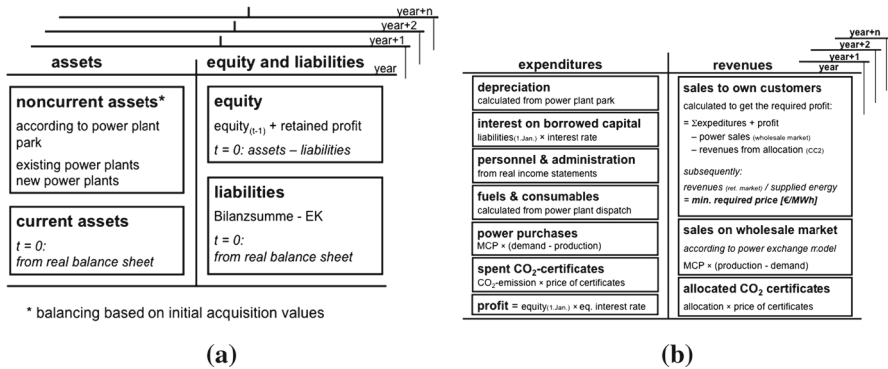 year+n
year+2
year+1
assets
equity and liabilities
year
noncurrent assets*
according to power plant
park
existing power plants
new power plants
current assets
t = 0:
from real balance sheet
equity
equity(t-1) + retained profit
t = 0: assets – liabilities
liabilities
Bilanzsumme - EK
t = 0:
from real balance sheet
* balancing based on initial acquisition values
(a)
year+n
year+2
year+1
expenditures
revenues
year
depreciation
calculated from power plant park
interest on borrowed capital
liabilities(1.Jan.) × interest rate
personnel & administration
from real income statements
fuels & consumables
calculated from power plant dispatch
power purchases
MCP × (demand - production)
spent CO2-certificates
CO2-emission × price of certificates
profit = equity(1.Jan.) × eq. interest rate
sales to own customers
calculated to get the required profit:
= Σexpeditures + profit
– power sales (wholesale market)
– revenues from allocation (CC2)
subsequently:
revenues (ret. market) / supplied energy
= min. required price [€/MWh]
sales on wholesale market
according to power exchange model
MCP × (production - demand)
allocated CO2 certificates
allocation × price of certificates
(b)